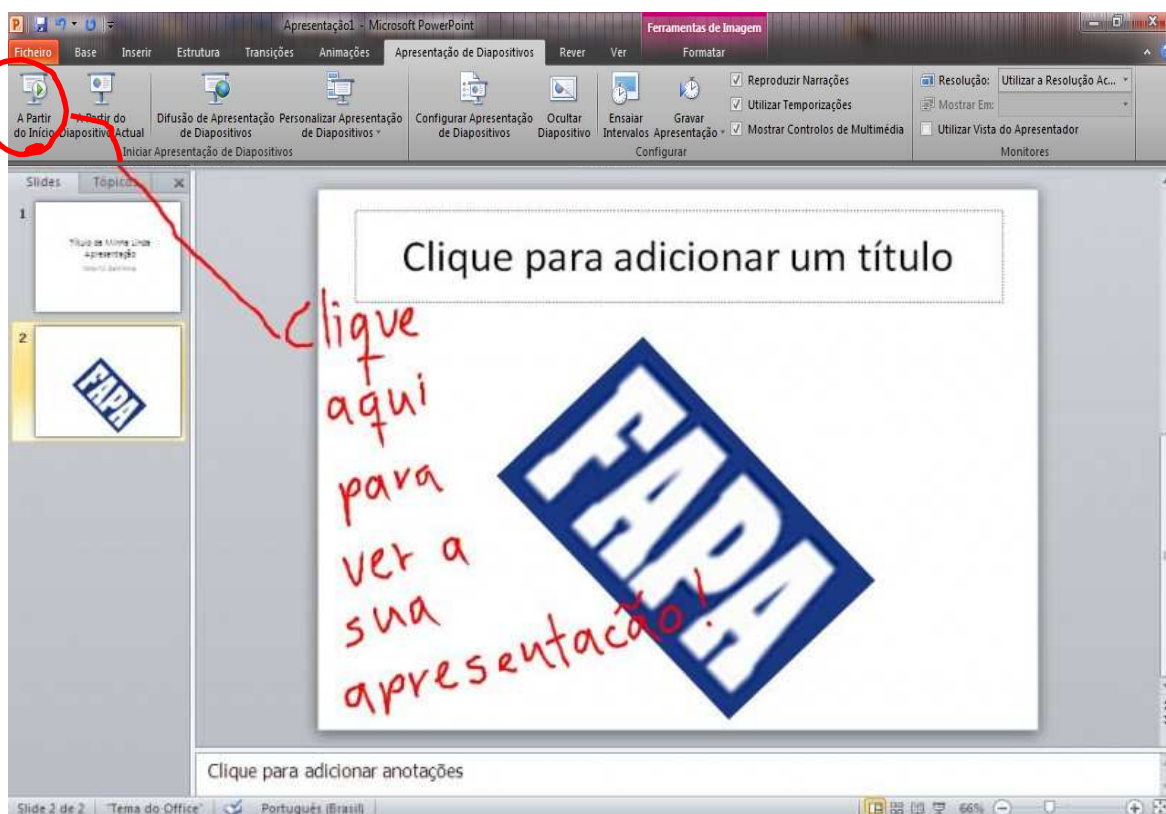 Apresentação1 - Microsoft PowerPoint
Ferramentas de Imagem
Ficheiro Base Inserir Estrutura Transições Animações Apresentação de Diapositivos Rever Ver Formatar
A Partir do Início
A Partir do Diapositivo Actual
Difusão de Apresentação de Diapositivos
Personalizar Apresentação de Diapositivos
Iniciar Apresentação de Diapositivos
Configurar Apresentação de Diapositivos
Ocultar Diapositivo
Ensaiar Intervalos
Gravar Apresentação
Reproduzir Narrações
Utilizar Temporizações
Mostrar Controlos de Multimédia
Configurar
Resolução: Utilizar a Resolução Ac...
Mostrar Em:
Utilizar Vista do Apresentador
Monitores
Slides Tópicos
1
Título da Minha Linda
Apresentação
2
FAPA
Clique para adicionar um título
Clique
aqui
para
ver a
sua
apresentacão!
FAPA
Clique para adicionar anotações
Slide 2 de 2 "Tema do Office" Português (Brasil) 66%